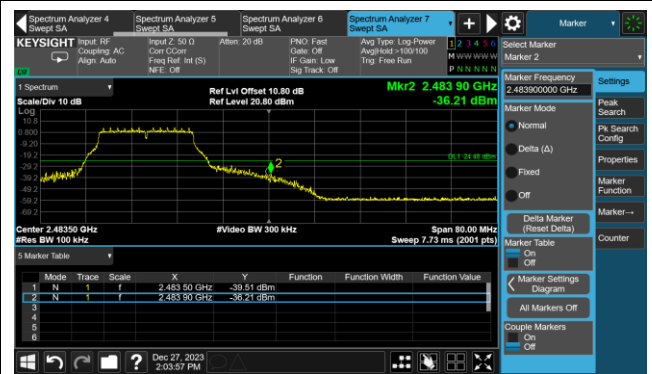 Spectrum Analyzer 4
Swept SA
Spectrum Analyzer 5
Swept SA
Spectrum Analyzer 6
Swept SA
Spectrum Analyzer 7
Swept SA
Marker
KEYSIGHT
Input: RF
Coupling: AC
Align: Auto
Input Z: 50 Ω
Corr CCorr
Freq Ref: Int (S)
NFE: Off
Atten: 20 dB
PNO: Fast
Gate: Off
IF Gain: Low
Sig Track: Off
Avg Type: Log-Power
Avg|Hold:>100/100
Trig: Free Run
1 2 3 4 5 6
M W W W W W
P N N N N N
LXI
Select Marker
Marker 2
1 Spectrum
Scale/Div 10 dB
Log
Ref Lvl Offset 10.80 dB
Ref Level 20.80 dBm
Mkr2 2.483 90 GHz
-36.21 dBm
10.8
0.800
-9.20
-19.2
-29.2
-39.2
-49.2
-59.2
-69.2
DL1 -24.48 dBm
2
Center 2.48350 GHz
#Res BW 100 kHz
#Video BW 300 kHz
Span 80.00 MHz
Sweep 7.73 ms (2001 pts)
5 Marker Table
Mode Trace Scale X Y Function Function Width Function Value
1 N 1 f 2.483 50 GHz -39.51 dBm
2 N 1 f 2.483 90 GHz -36.21 dBm
3
4
5
6
Marker Frequency
2.483900000 GHz
Marker Mode
Normal
Delta (Δ)
Fixed
Off
Delta Marker
(Reset Delta)
Marker Table
On
Off
Marker Settings
Diagram
All Markers Off
Couple Markers
On
Off
Settings
Peak
Search
Pk Search
Config
Properties
Marker
Function
Marker→
Counter
?
Dec 27, 2023
2:03:57 PM